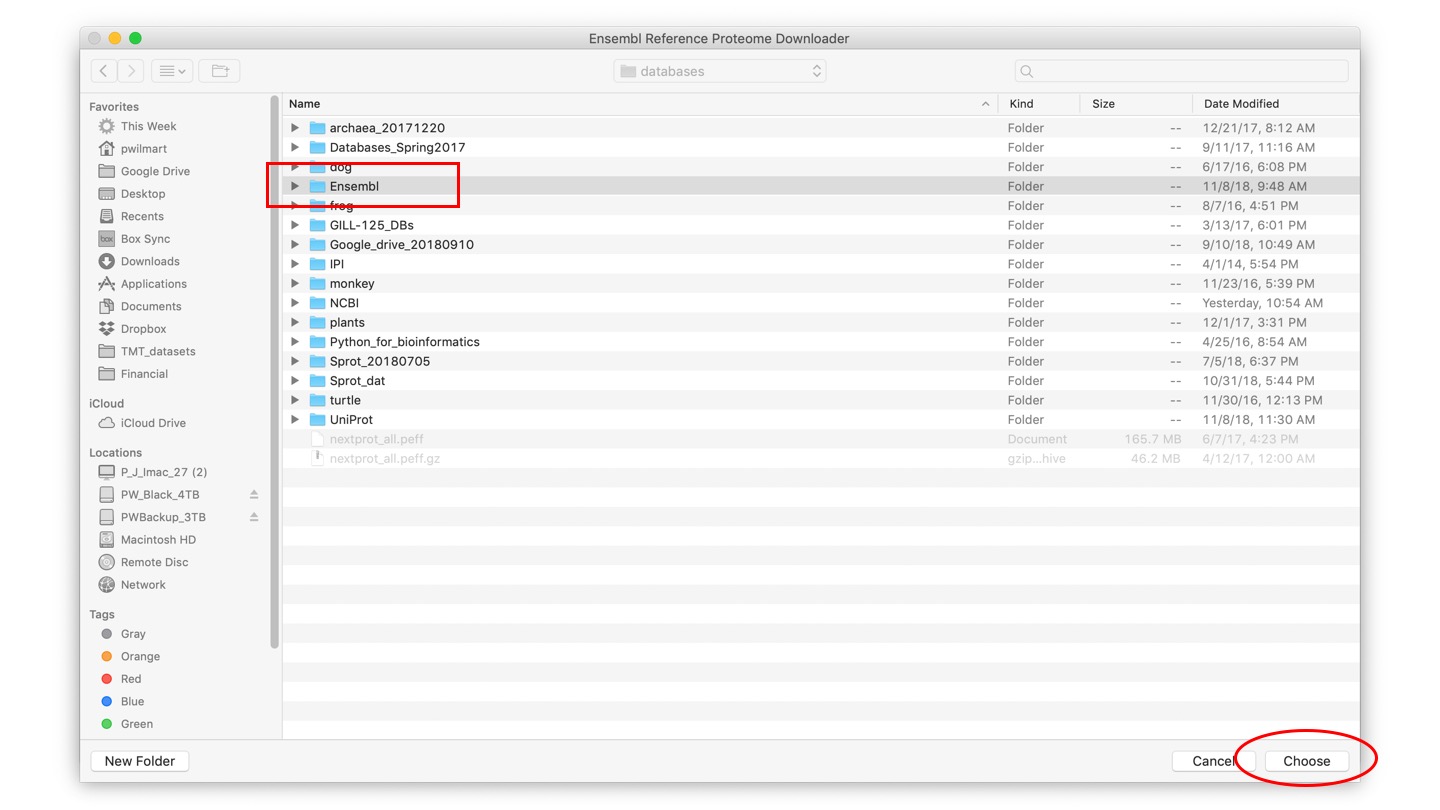 Ensembl Reference Proteome Downloader
databases
Favorites
This Week
pwilmart
Google Drive
Desktop
Recents
box Box Sync
Downloads
Applications
Documents
Dropbox
TMT_datasets
Financial
iCloud
iCloud Drive
Locations
P_J_Imac_27 (2)
PW_Black_4TB
PWBackup_3TB
Macintosh HD
Remote Disc
Network
Tags
Gray
Orange
Red
Blue
Green
Name Kind Size Date Modified
archaea_20171220 Folder -- 12/21/17, 8:12 AM
Databases_Spring2017 Folder -- 9/11/17, 11:16 AM
dog Folder -- 6/17/16, 6:08 PM
Ensembl Folder -- 11/8/18, 9:48 AM
frog Folder -- 8/7/16, 4:51 PM
GILL-125_DBs Folder -- 3/13/17, 6:01 PM
Google_drive_20180910 Folder -- 9/10/18, 10:49 AM
IPI Folder -- 4/1/14, 5:54 PM
monkey Folder -- 11/23/16, 5:39 PM
NCBI Folder -- Yesterday, 10:54 AM
plants Folder -- 12/1/17, 3:31 PM
Python_for_bioinformatics Folder -- 4/25/16, 8:54 AM
Sprot_20180705 Folder -- 7/5/18, 6:37 PM
Sprot_dat Folder -- 10/31/18, 5:44 PM
turtle Folder -- 11/30/16, 12:13 PM
UniProt Folder -- 11/8/18, 11:30 AM
nextprot_all.peff Document 165.7 MB 6/7/17, 4:23 PM
nextprot_all.peff.gz gzip...hive 46.2 MB 4/12/17, 12:00 AM
New Folder Cancel Choose